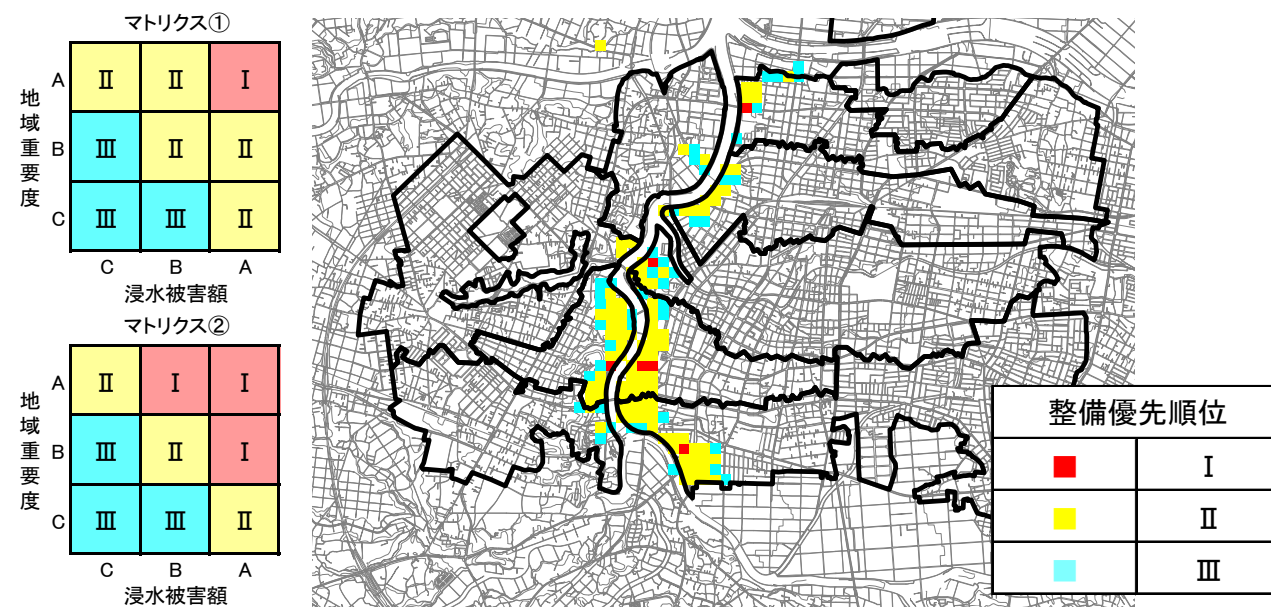 マトリクス①
地域重要度
A Ⅱ Ⅱ Ⅰ
B Ⅲ Ⅱ Ⅱ
C Ⅲ Ⅲ Ⅱ
C B A
浸水被害額
マトリクス②
地域重要度
A Ⅱ Ⅰ Ⅰ
B Ⅲ Ⅱ Ⅰ
C Ⅲ Ⅲ Ⅱ
C B A
浸水被害額
整備優先順位
Ⅰ
Ⅱ
Ⅲ